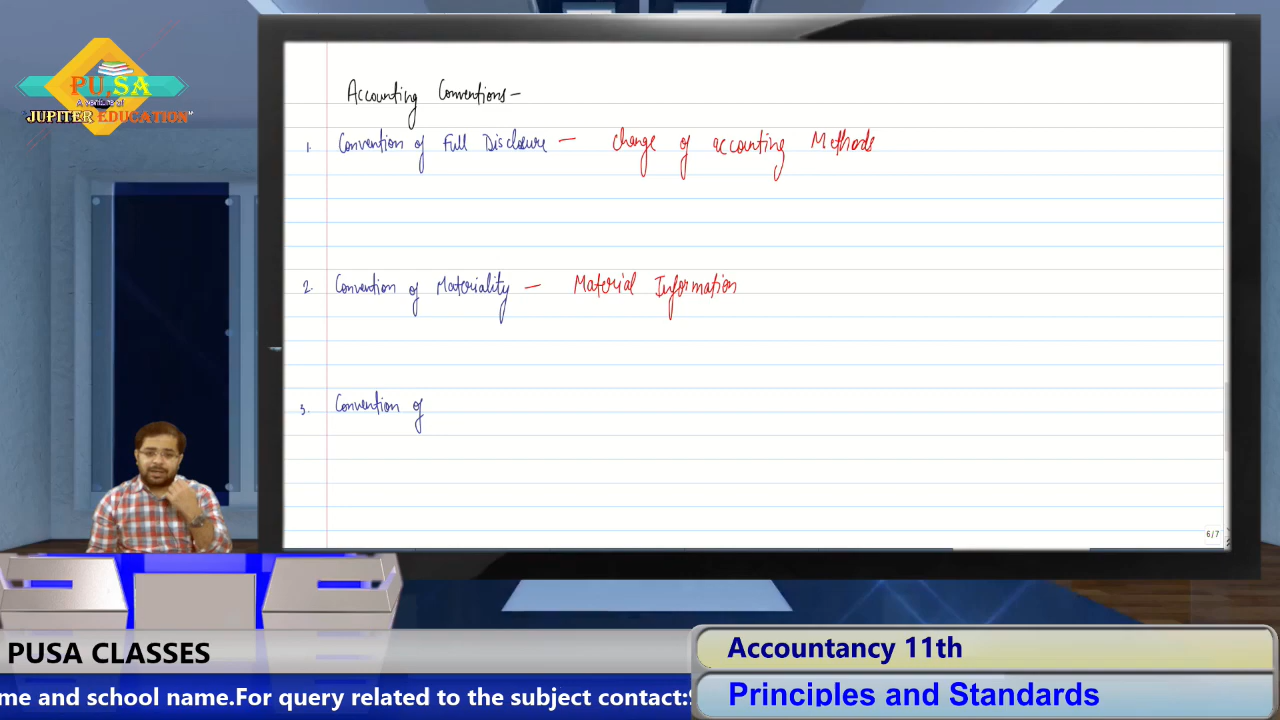 PU,SA
A venture of
"JUPITER EDUCATION"
Accounting Conventions-
1. Convention of Full Disclosure - Change of accounting Methods
2. Convention of Materiality - Material Information
3. Convention of
6/7
PUSA CLASSES
Accountancy 11th
me and school name.For query related to the subject contact:
Principles and Standards